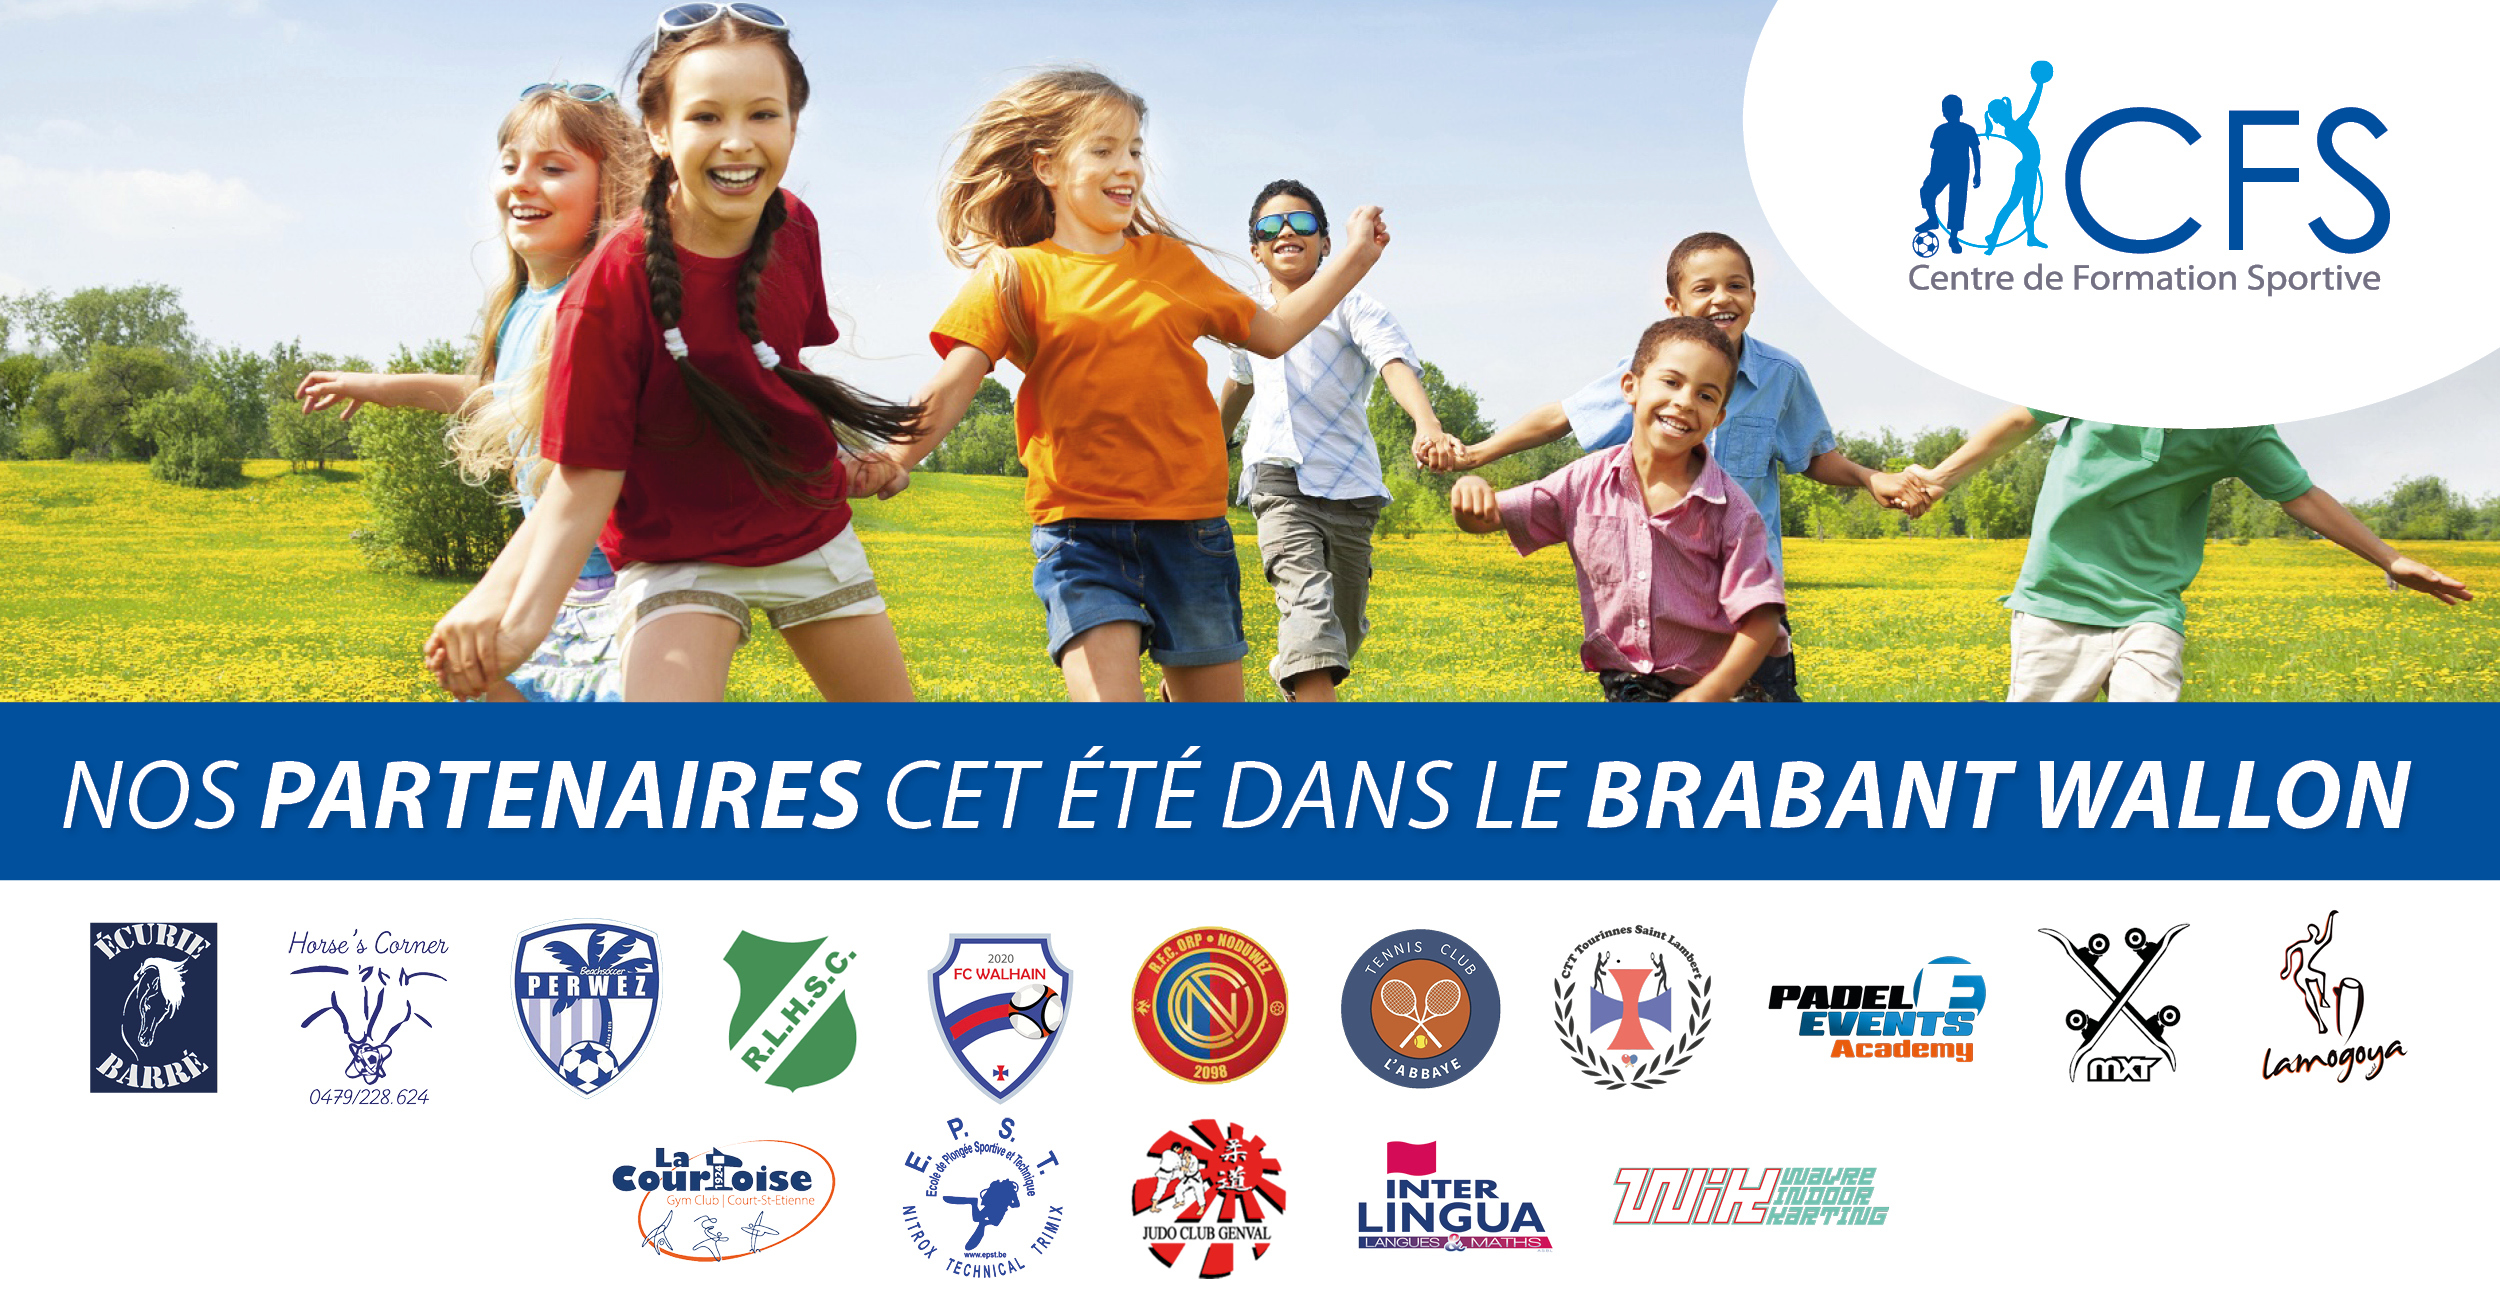 CFS
Centre de Formation Sportive
NOS PARTENAIRES CET ÉTÉ DANS LE BRABANT WALLON
ÉCURIE
BARRÉ
Horse's Corner
0479/228.624
Beachsoccer
PERWEZ
R.L.H.S.C.
2020
FC WALHAIN
R.F.C. ORP • NODUWEZ
2098
TENNIS CLUB
L'ABBAYE
CTT Tourinnes Saint Lambert
PADEL
EVENTS
Academy
MXT
Lamogoya
La
Courtoise
1924
Gym Club | Court-St-Etienne
E. P. S. T.
Ecole de Plongée Sportive et Technique
www.epst.be
NITROX TECHNICAL TRIMIX
柔
道
JUDO CLUB GENVAL
INTER
LINGUA
LANGUES & MATHS
WIK
WAVRE
INDOOR
KARTING